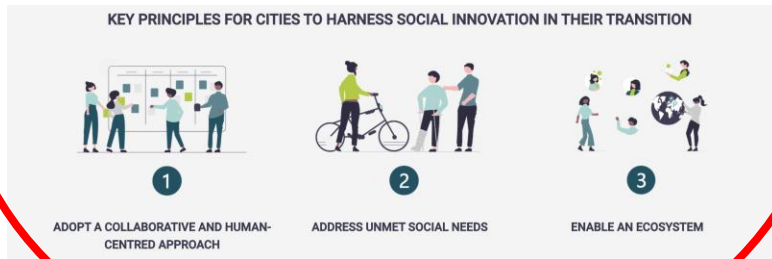 KEY PRINCIPLES FOR CITIES TO HARNESS SOCIAL INNOVATION IN THEIR TRANSITION
1
2
3
ADOPT A COLLABORATIVE AND HUMAN-
CENTRED APPROACH
ADDRESS UNMET SOCIAL NEEDS
ENABLE AN ECOSYSTEM